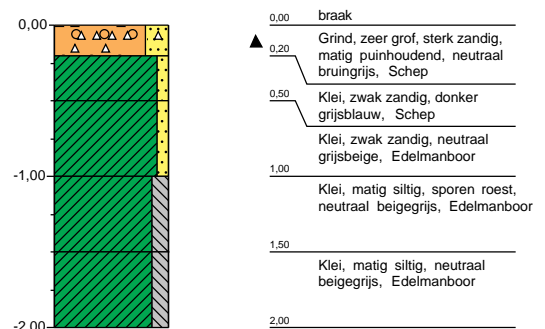 0,00
-1,00
-2,00
0,00 braak
Grind, zeer grof, sterk zandig,
0,20 matig puinhoudend, neutraal
bruingrijs, Schep
0,50 Klei, zwak zandig, donker
grijsblauw, Schep
Klei, zwak zandig, neutraal
grijsbeige, Edelmanboor
1,00
Klei, matig siltig, sporen roest,
neutraal beigegrijs, Edelmanboor
1,50
Klei, matig siltig, neutraal
beigegrijs, Edelmanboor
2,00